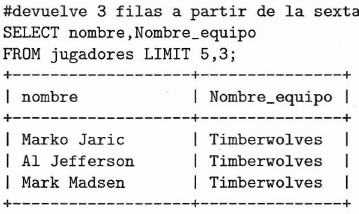 #devuelve 3 filas a partir de la sexta
SELECT nombre,Nombre_equipo
FROM jugadores LIMIT 5,3;
+------------------+---------------+
| nombre | Nombre_equipo |
+------------------+---------------+
| Marko Jaric | Timberwolves |
| Al Jefferson | Timberwolves |
| Mark Madsen | Timberwolves |
+------------------+---------------+